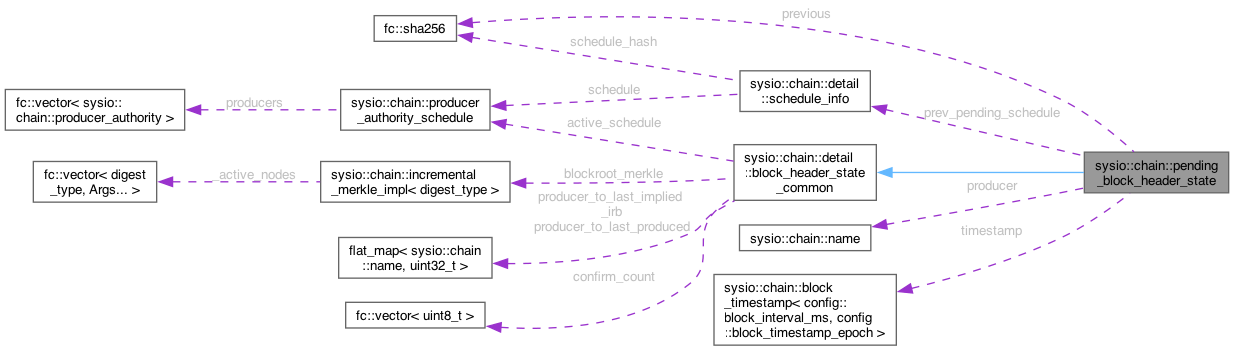 previous
fc::sha256
schedule_hash
sysio::chain::detail
::schedule_info
schedule
fc::vector< sysio::
chain::producer_authority >
producers
sysio::chain::producer
_authority_schedule
active_schedule
prev_pending_schedule
sysio::chain::detail
::block_header_state
_common
sysio::chain::pending
_block_header_state
fc::vector< digest
_type, Args... >
_active_nodes
sysio::chain::incremental
_merkle_impl< digest_type >
blockroot_merkle
producer
producer_to_last_implied
_irb
producer_to_last_produced
sysio::chain::name
timestamp
flat_map< sysio::chain
::name, uint32_t >
confirm_count
sysio::chain::block
_timestamp< config::
block_interval_ms, config
::block_timestamp_epoch >
fc::vector< uint8_t >